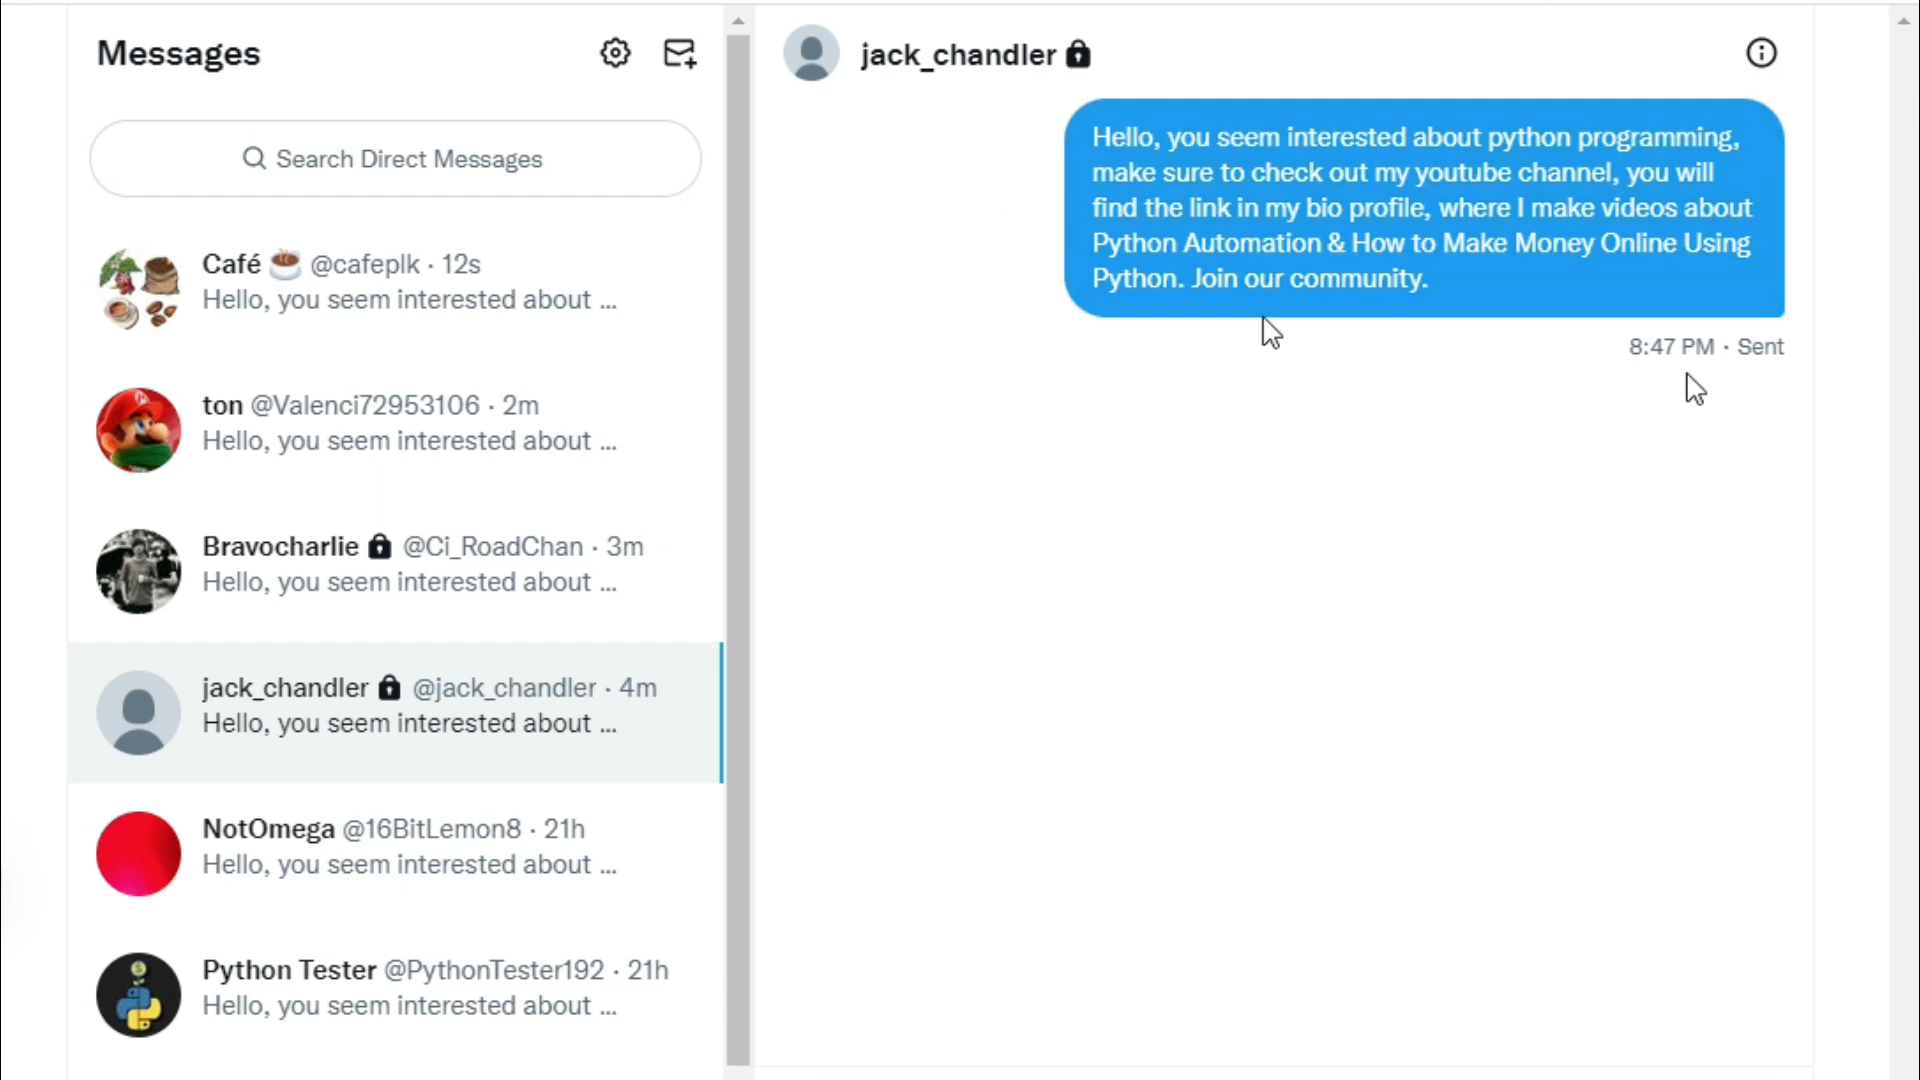 Messages
Search Direct Messages
Café ☕ @cafeplk · 12s
Hello, you seem interested about ...
ton @Valenci72953106 · 2m
Hello, you seem interested about ...
Bravocharlie @Ci_RoadChan · 3m
Hello, you seem interested about ...
jack_chandler @jack_chandler · 4m
Hello, you seem interested about ...
NotOmega @16BitLemon8 · 21h
Hello, you seem interested about ...
Python Tester @PythonTester192 · 21h
Hello, you seem interested about ...
jack_chandler
Hello, you seem interested about python programming,
make sure to check out my youtube channel, you will
find the link in my bio profile, where I make videos about
Python Automation & How to Make Money Online Using
Python. Join our community.
8:47 PM · Sent